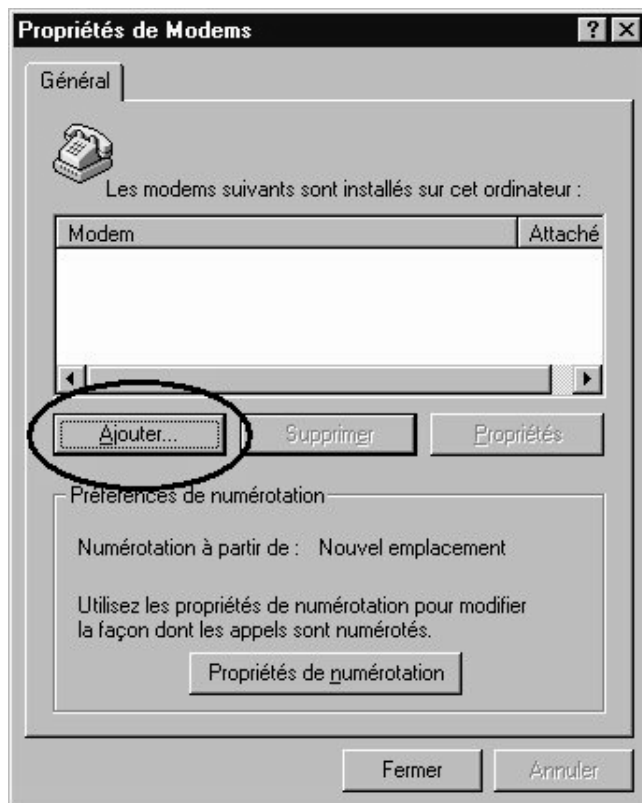 Propriétés de Modems
Général
Les modems suivants sont installés sur cet ordinateur :
Modem Attaché
Ajouter... Supprimer Propriétés
Préférences de numérotation
Numérotation à partir de : Nouvel emplacement
Utilisez les propriétés de numérotation pour modifier
la façon dont les appels sont numérotés.
Propriétés de numérotation
Fermer Annuler